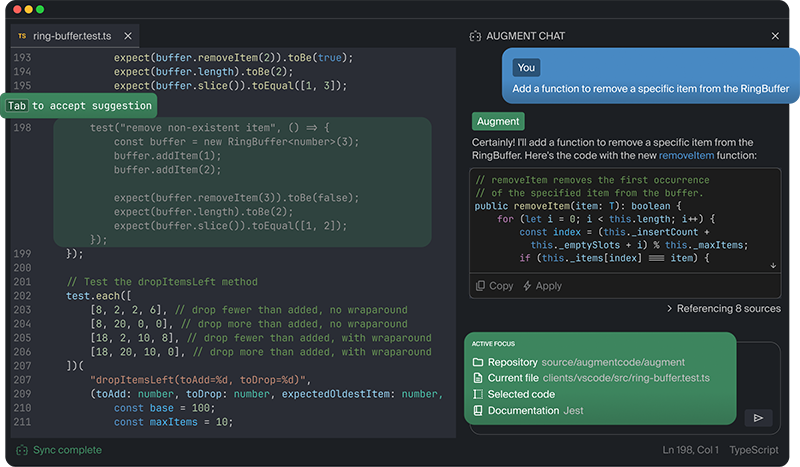 TS ring-buffer.test.ts
193 expect(buffer.removeItem(2)).toBe(true);
194 expect(buffer.length).toBe(2);
195 expect(buffer.slice()).toEqual([1, 3]);
Tab to accept suggestion
198 test("remove non-existent item", () => {
const buffer = new RingBuffer<number>(3);
buffer.addItem(1);
buffer.addItem(2);
expect(buffer.removeItem(3)).toBe(false);
expect(buffer.length).toBe(2);
expect(buffer.slice()).toEqual([1, 2]);
});
199 });
200
201 // Test the dropItemsLeft method
202 test.each([
203 [8, 2, 2, 6], // drop fewer than added, no wraparound
204 [8, 20, 0, 0], // drop more than added, no wraparound
205 [18, 2, 10, 8], // drop fewer than added, with wraparound
206 [18, 20, 10, 0], // drop more than added, with wraparound
207 ])(
207 "dropItemsLeft(toAdd=%d, toDrop=%d)",
209 (toAdd: number, toDrop: number, expectedOldestItem: number,
210 const base = 100;
211 const maxItems = 10;
Sync complete
AUGMENT CHAT
You
Add a function to remove a specific item from the RingBuffer
Augment
Certainly! I'll add a function to remove a specific item from the
RingBuffer. Here's the code with the new removeItem function:
// removeItem removes the first occurrence
// of the specified item from the buffer.
public removeItem(item: T): boolean {
for (let i = 0; i < this.length; i++) {
const index = (this._insertCount +
this._emptySlots + i) % this._maxItems;
if (this._items[index] === item) {
Copy Apply
Referencing 8 sources
ACTIVE FOCUS
Repository source/augmentcode/augment
Current file clients/vscode/src/ring-buffer.test.ts
Selected code
Documentation Jest
Ln 198, Col 1 TypeScript